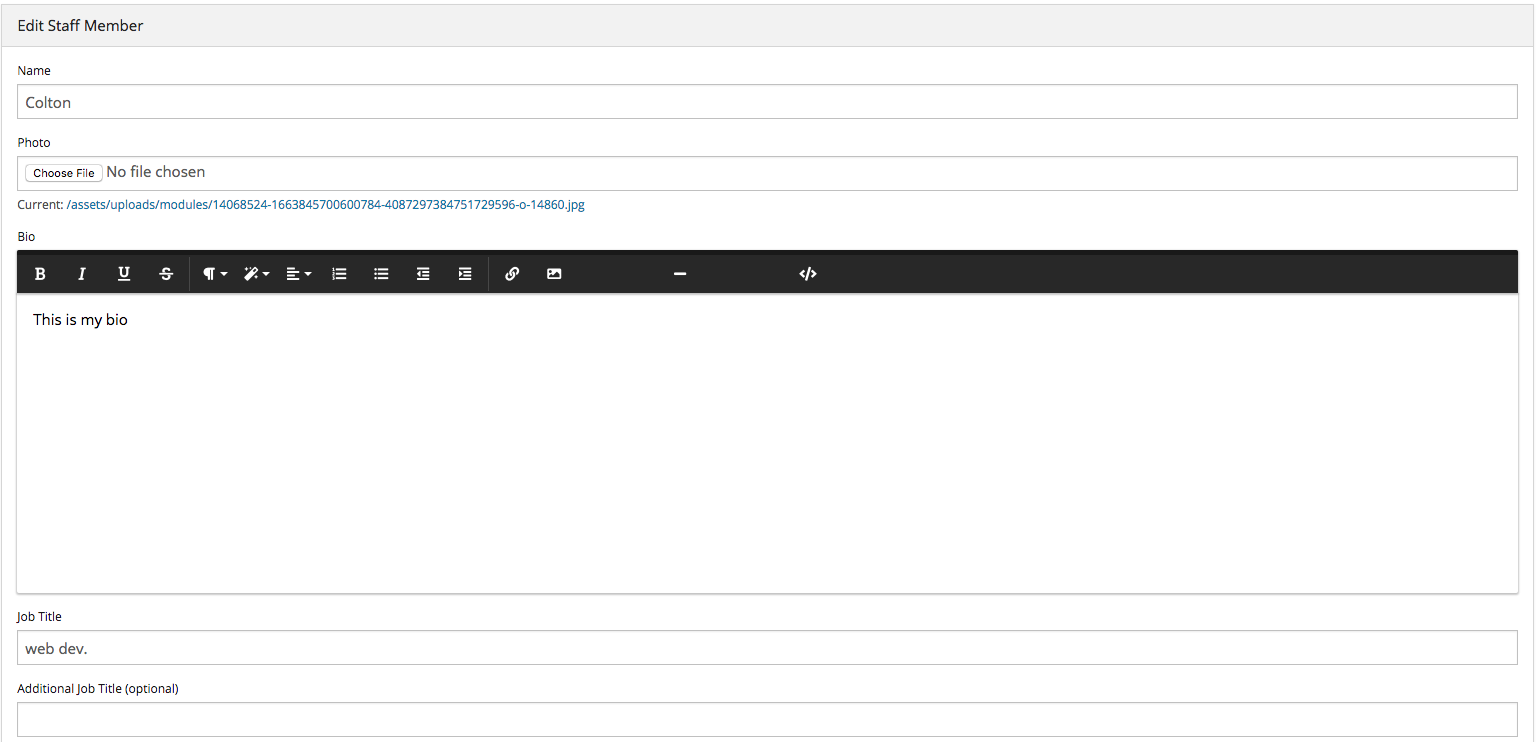 Edit Staff Member
Name
Colton
Photo
Choose File No file chosen
Current: /assets/uploads/modules/14068524-1663845700600784-4087297384751729596-o-14860.jpg
Bio
B I U S
This is my bio
Job Title
web dev.
Additional Job Title (optional)